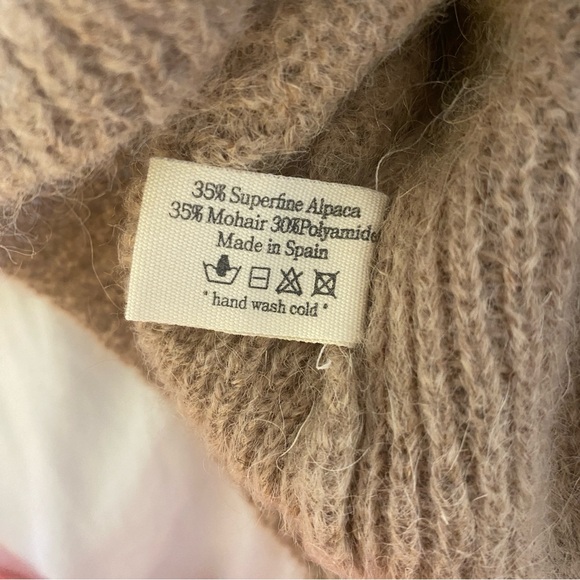 35% Superfine Alpaca
35% Mohair 30%Polyamide
Made in Spain
* hand wash cold *